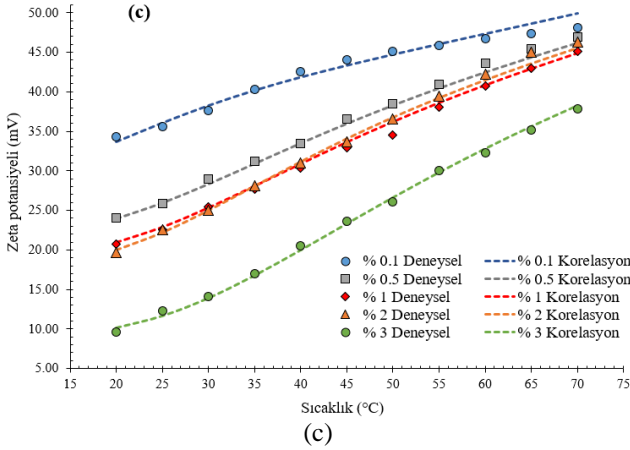 (c)
50.00
45.00
40.00
35.00
30.00
25.00
20.00
15.00
10.00
5.00
Zeta potansiyeli (mV)
% 0.1 Deneysel % 0.1 Korelasyon
% 0.5 Deneysel % 0.5 Korelasyon
% 1 Deneysel % 1 Korelasyon
% 2 Deneysel % 2 Korelasyon
% 3 Deneysel % 3 Korelasyon
15 20 25 30 35 40 45 50 55 60 65 70 75
Sıcaklık (°C)
(c)